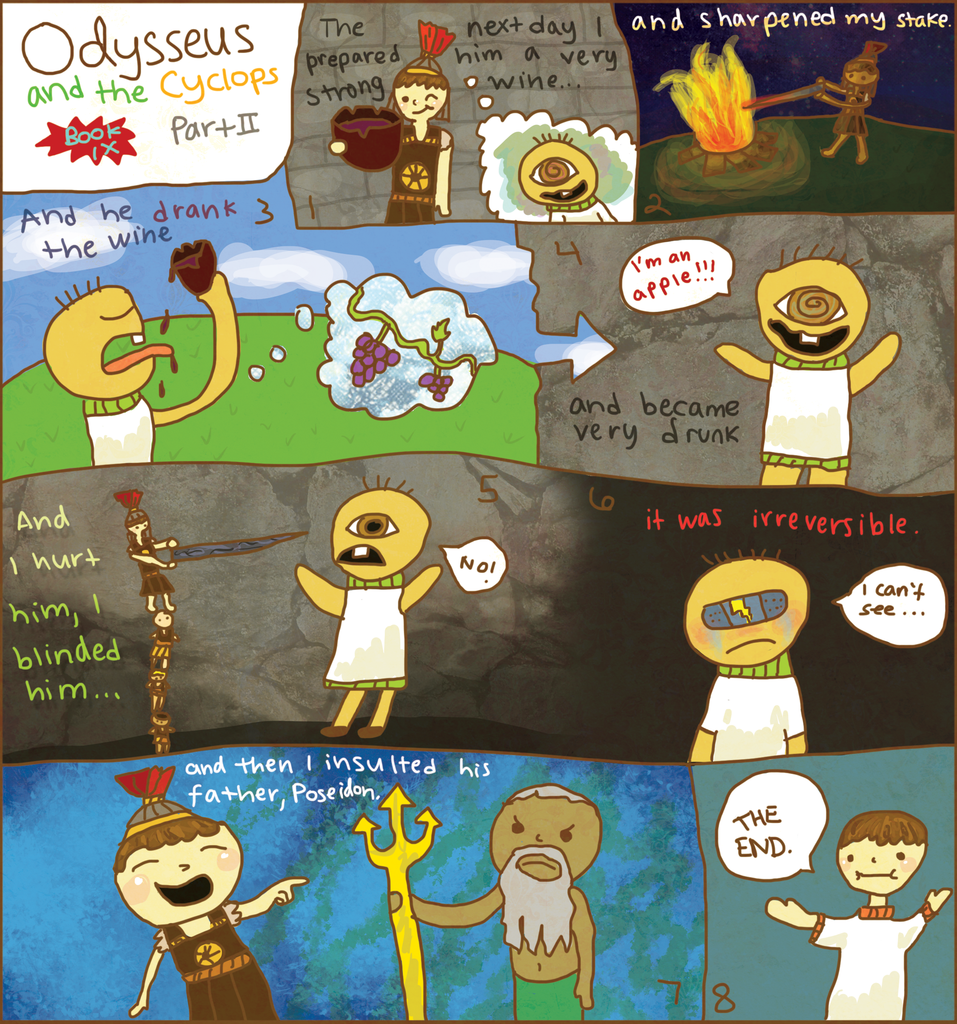 Odysseus
and the Cyclops
Book
IX
Part II
The next day I
prepared him a very
strong wine...
1
and sharpened my stake.
2
And he drank
the wine
3
4
I'm an
apple!!!
and became
very drunk
5
And
I hurt
him, I
blinded
him...
NO!
6
it was irreversible.
I can't
see...
and then I insulted his
father, Poseidon.
7
8
THE
END.